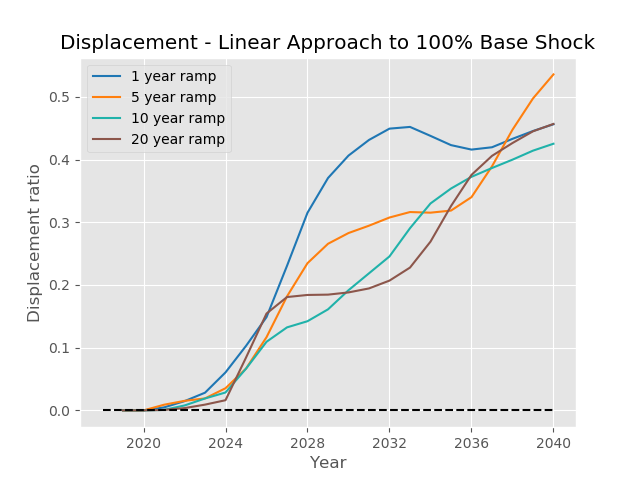 Displacement - Linear Approach to 100% Base Shock
1 year ramp
5 year ramp
10 year ramp
20 year ramp
Displacement ratio
0.5
0.4
0.3
0.2
0.1
0.0
2020 2024 2028 2032 2036 2040
Year